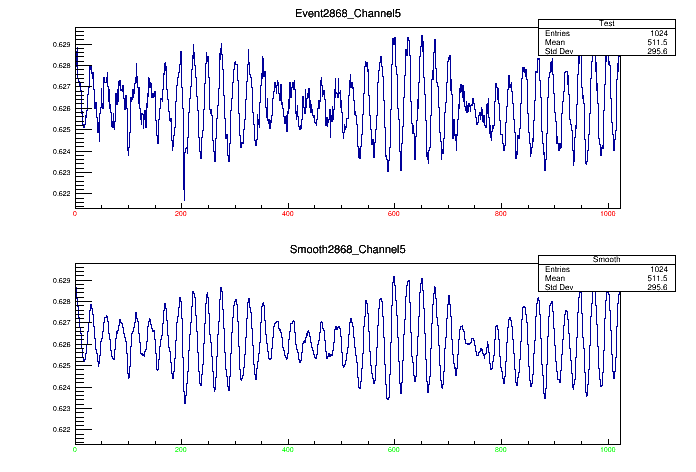 Event2868_Channel5
Test
Entries 1024
Mean 511.5
Std Dev 295.6
0.629
0.628
0.627
0.626
0.625
0.624
0.623
0.622
0 200 400 600 800 1000
Smooth2868_Channel5
Smooth
Entries 1024
Mean 511.5
Std Dev 295.6
0.629
0.628
0.627
0.626
0.625
0.624
0.623
0.622
0 200 400 600 800 1000